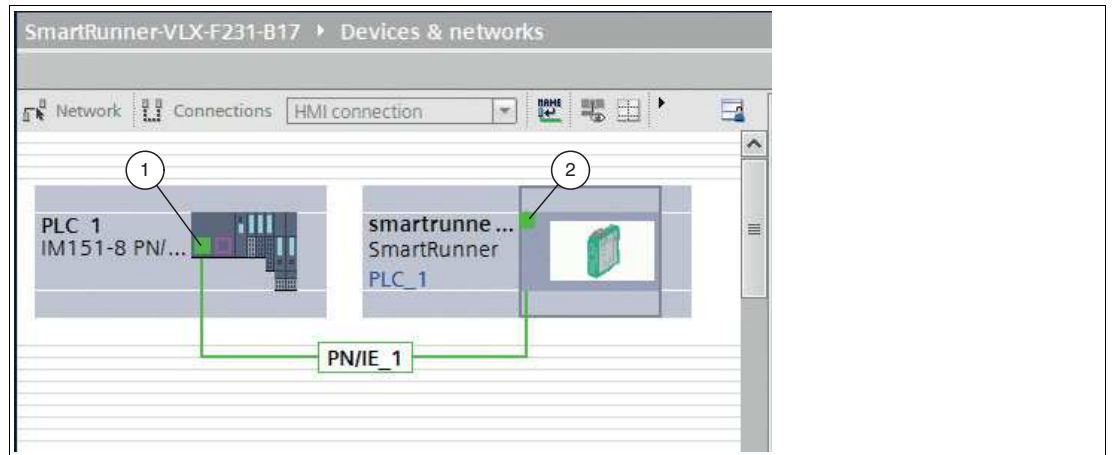 SmartRunner-VLX-F231-B17 ▸ Devices & networks
Network Connections HMI connection
NAME
1
2
PLC_1
IM151-8 PN/...
smartrunne ...
SmartRunner
PLC_1
PN/IE_1